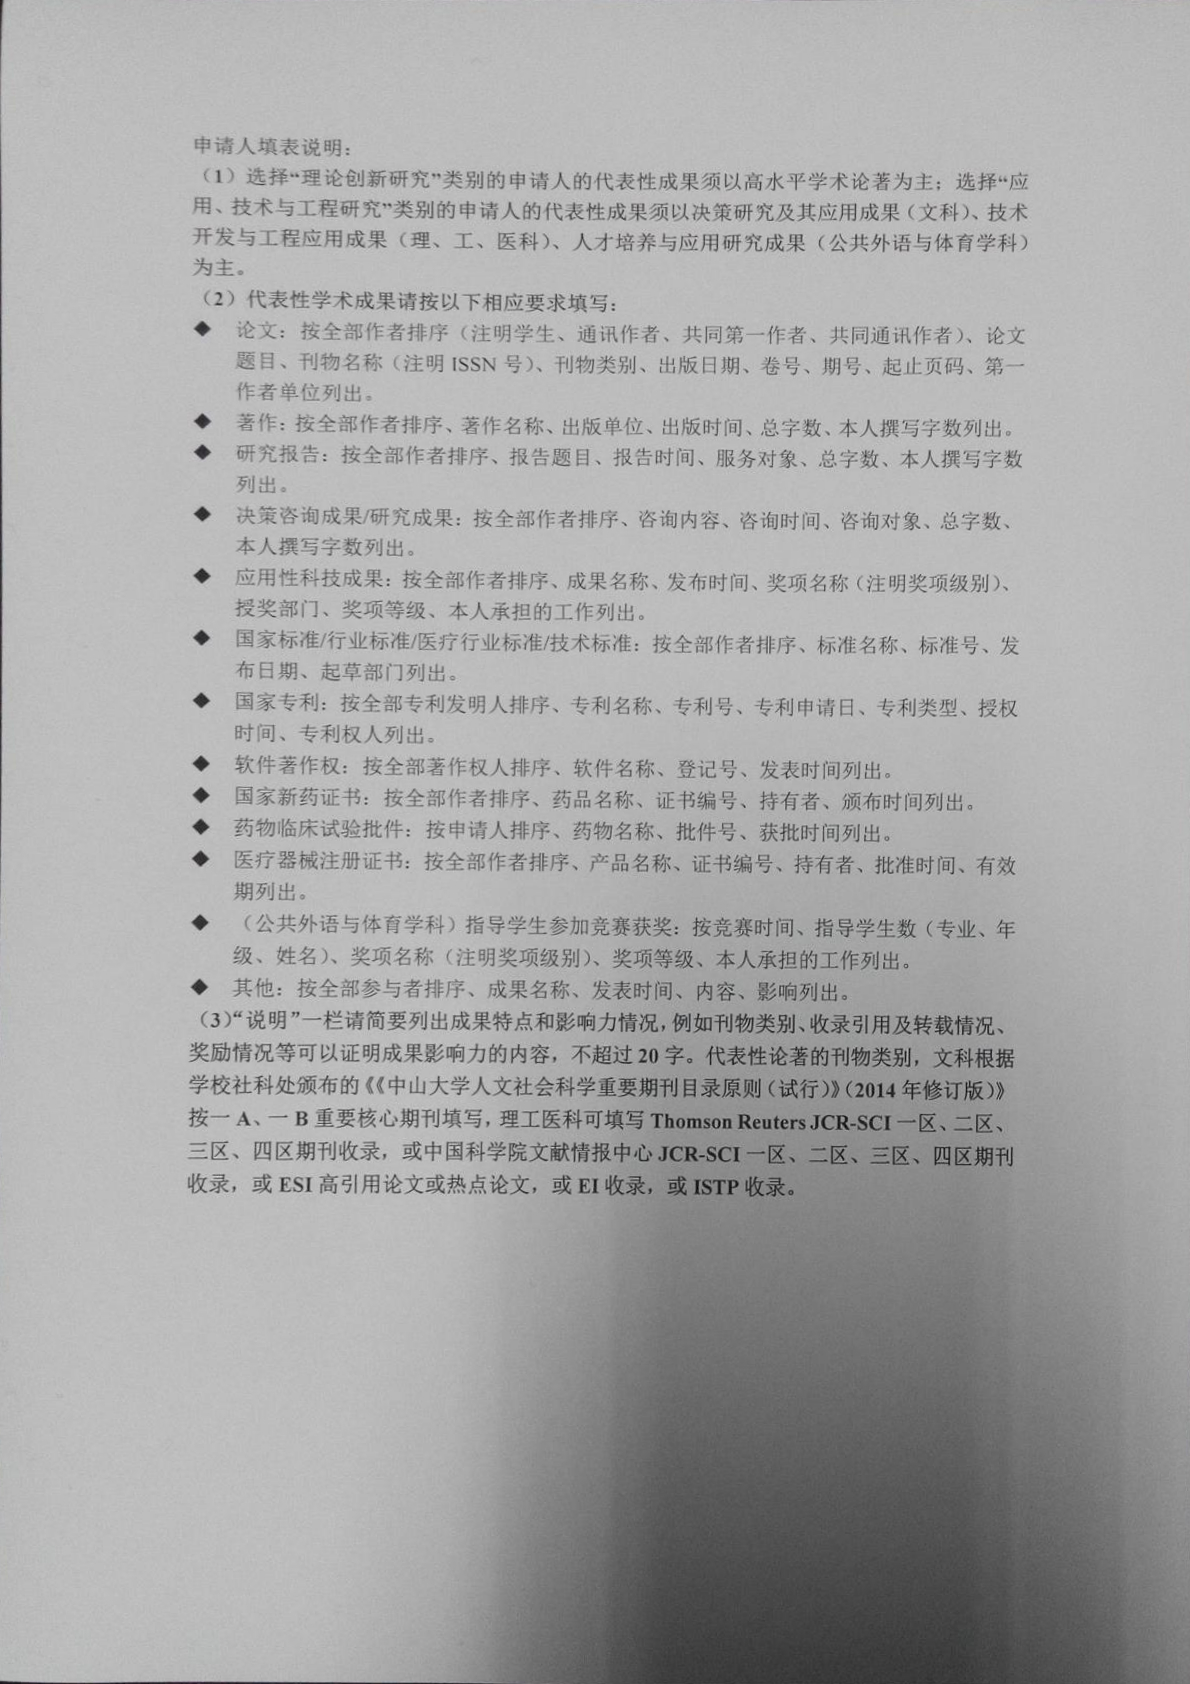 申请人填表说明：
（1）选择“理论创新研究”类别的申请人的代表性成果须以高水平学术论著为主；选择“应
用、技术与工程研究”类别的申请人的代表性成果须以决策研究及其应用成果（文科）、技术
开发与工程应用成果（理、工、医科）、人才培养与应用研究成果（公共外语与体育学科）
为主。
（2）代表性学术成果请按以下相应要求填写：
◆ 论文：按全部作者排序（注明学生、通讯作者、共同第一作者、共同通讯作者）、论文
题目、刊物名称（注明 ISSN 号）、刊物类别、出版日期、卷号、期号、起止页码、第一
作者单位列出。
◆ 著作：按全部作者排序、著作名称、出版单位、出版时间、总字数、本人撰写字数列出。
◆ 研究报告：按全部作者排序、报告题目、报告时间、服务对象、总字数、本人撰写字数
列出。
◆ 决策咨询成果/研究成果：按全部作者排序、咨询内容、咨询时间、咨询对象、总字数、
本人撰写字数列出。
◆ 应用性科技成果：按全部作者排序、成果名称、发布时间、奖项名称（注明奖项级别）、
授奖部门、奖项等级、本人承担的工作列出。
◆ 国家标准/行业标准/医疗行业标准/技术标准：按全部作者排序、标准名称、标准号、发
布日期、起草部门列出。
◆ 国家专利：按全部专利发明人排序、专利名称、专利号、专利申请日、专利类型、授权
时间、专利权人列出。
◆ 软件著作权：按全部著作权人排序、软件名称、登记号、发表时间列出。
◆ 国家新药证书：按全部作者排序、药品名称、证书编号、持有者、颁布时间列出。
◆ 药物临床试验批件：按申请人排序、药物名称、批件号、获批时间列出。
◆ 医疗器械注册证书：按全部作者排序、产品名称、证书编号、持有者、批准时间、有效
期列出。
◆ （公共外语与体育学科）指导学生参加竞赛获奖：按竞赛时间、指导学生数（专业、年
级、姓名）、奖项名称（注明奖项级别）、奖项等级、本人承担的工作列出。
◆ 其他：按全部参与者排序、成果名称、发表时间、内容、影响列出。
（3）“说明”一栏请简要列出成果特点和影响力情况，例如刊物类别、收录引用及转载情况、
奖励情况等可以证明成果影响力的内容，不超过 20 字。代表性论著的刊物类别，文科根据
学校社科处颁布的《《中山大学人文社会科学重要期刊目录原则（试行）》（2014 年修订版）》
按一 A、一 B 重要核心期刊填写，理工医科可填写 Thomson Reuters JCR-SCI 一区、二区、
三区、四区期刊收录，或中国科学院文献情报中心 JCR-SCI 一区、二区、三区、四区期刊
收录，或 ESI 高引用论文或热点论文，或 EI 收录，或 ISTP 收录。